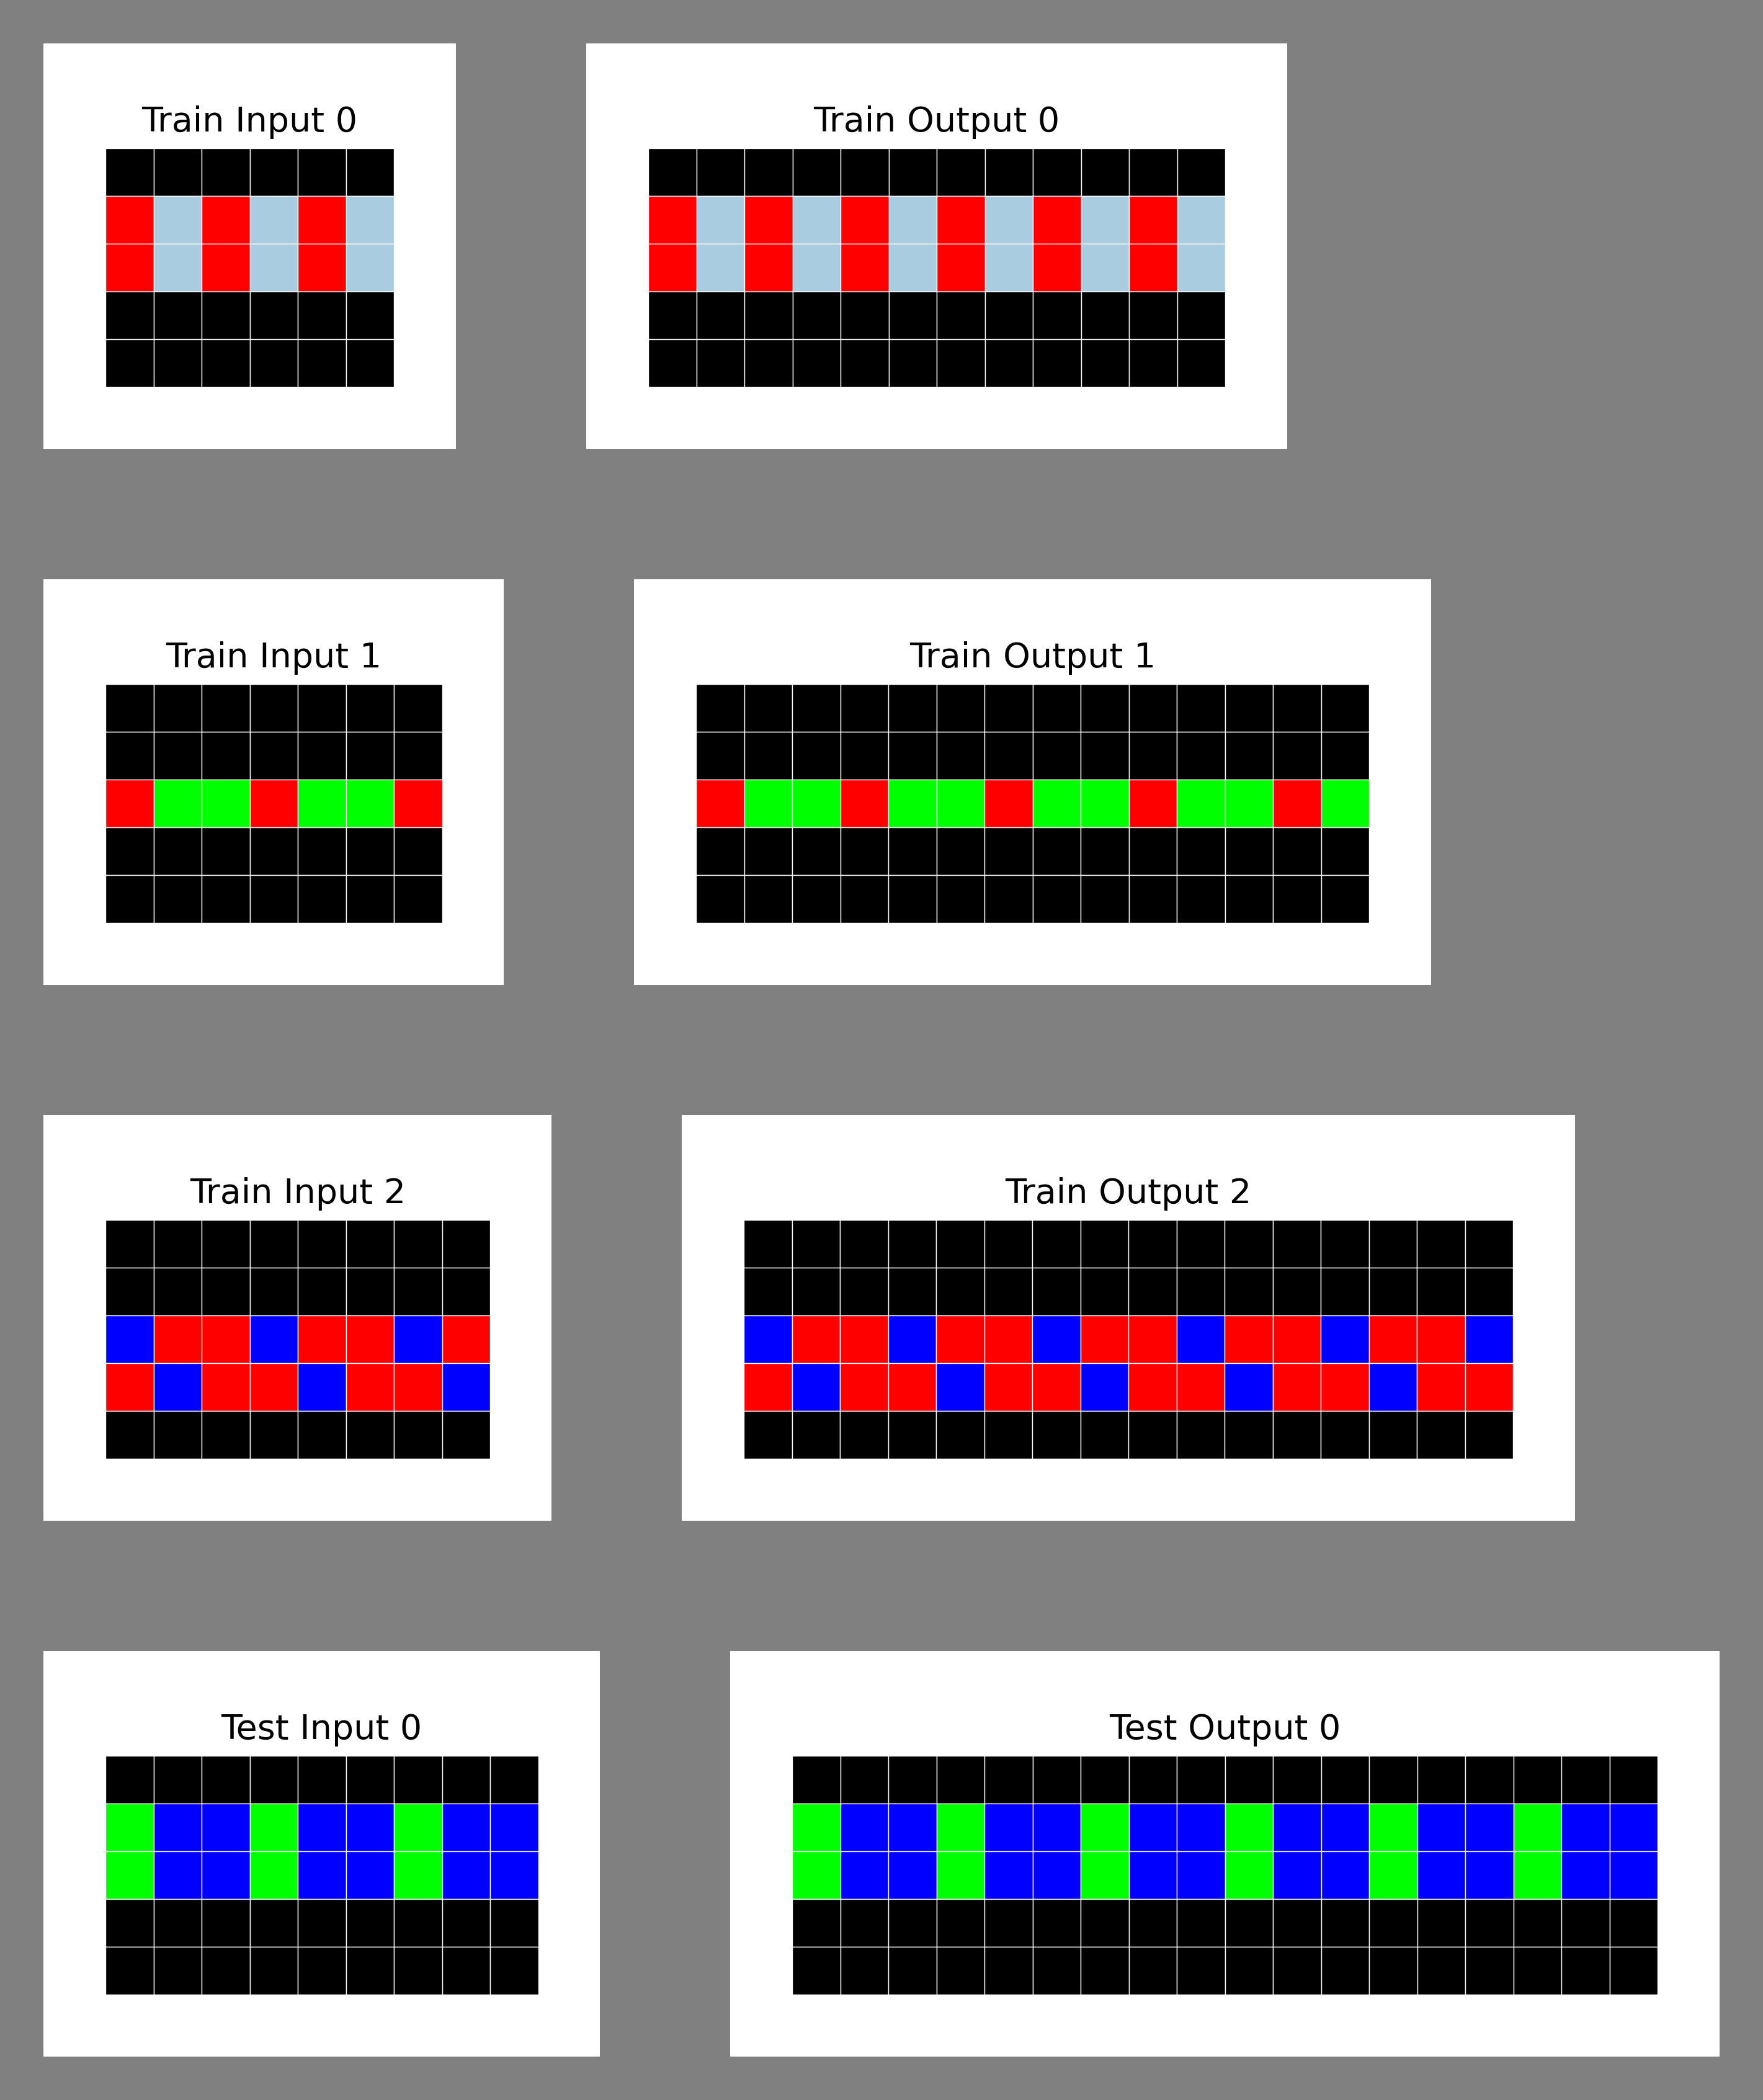 Train Input 0
Train Output 0
Train Input 1
Train Output 1
Train Input 2
Train Output 2
Test Input 0
Test Output 0